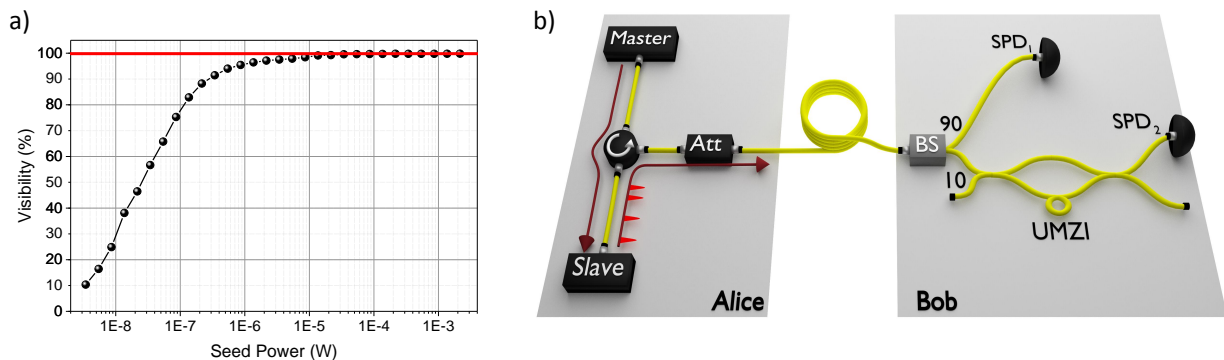 a)
100
90
80
70
60
50
40
30
20
10
0
Visibility (%)
1E-8 1E-7 1E-6 1E-5 1E-4 1E-3
Seed Power (W)
b)
Master
Att
Slave
Alice
SPD1
SPD2
90
BS
10
UMZI
Bob